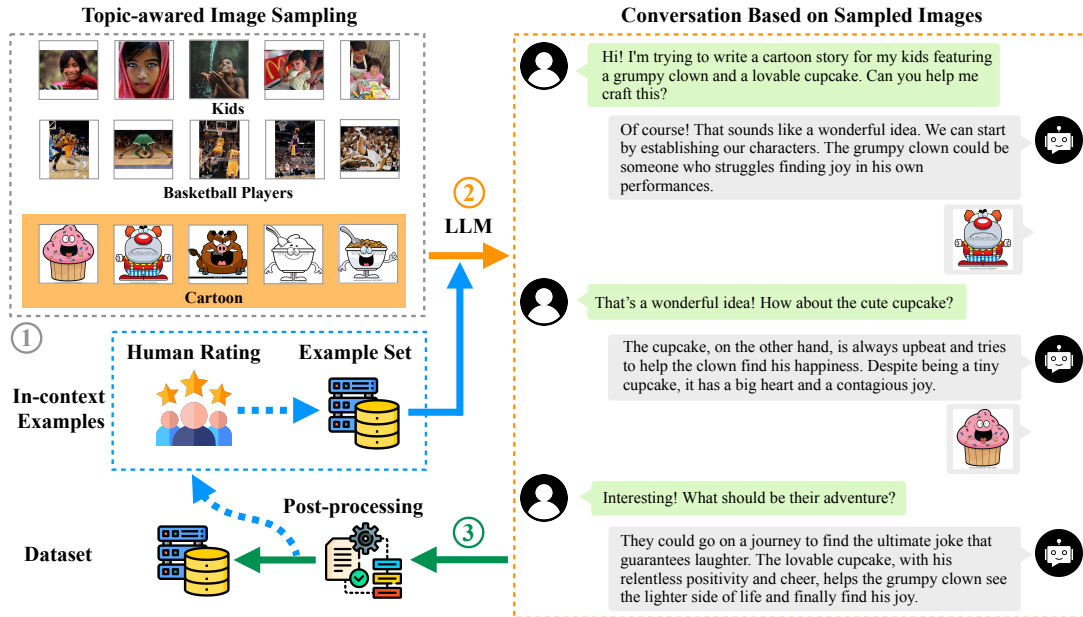 Topic-awared Image Sampling
Kids
Basketball Players
Cartoon
①
Human Rating
Example Set
In-context
Examples
②
LLM
Post-processing
③
Dataset
Conversation Based on Sampled Images
Hi! I'm trying to write a cartoon story for my kids featuring
a grumpy clown and a lovable cupcake. Can you help me
craft this?
Of course! That sounds like a wonderful idea. We can start
by establishing our characters. The grumpy clown could be
someone who struggles finding joy in his own
performances.
That's a wonderful idea! How about the cute cupcake?
The cupcake, on the other hand, is always upbeat and tries
to help the clown find his happiness. Despite being a tiny
cupcake, it has a big heart and a contagious joy.
Interesting! What should be their adventure?
They could go on a journey to find the ultimate joke that
guarantees laughter. The lovable cupcake, with his
relentless positivity and cheer, helps the grumpy clown see
the lighter side of life and finally find his joy.